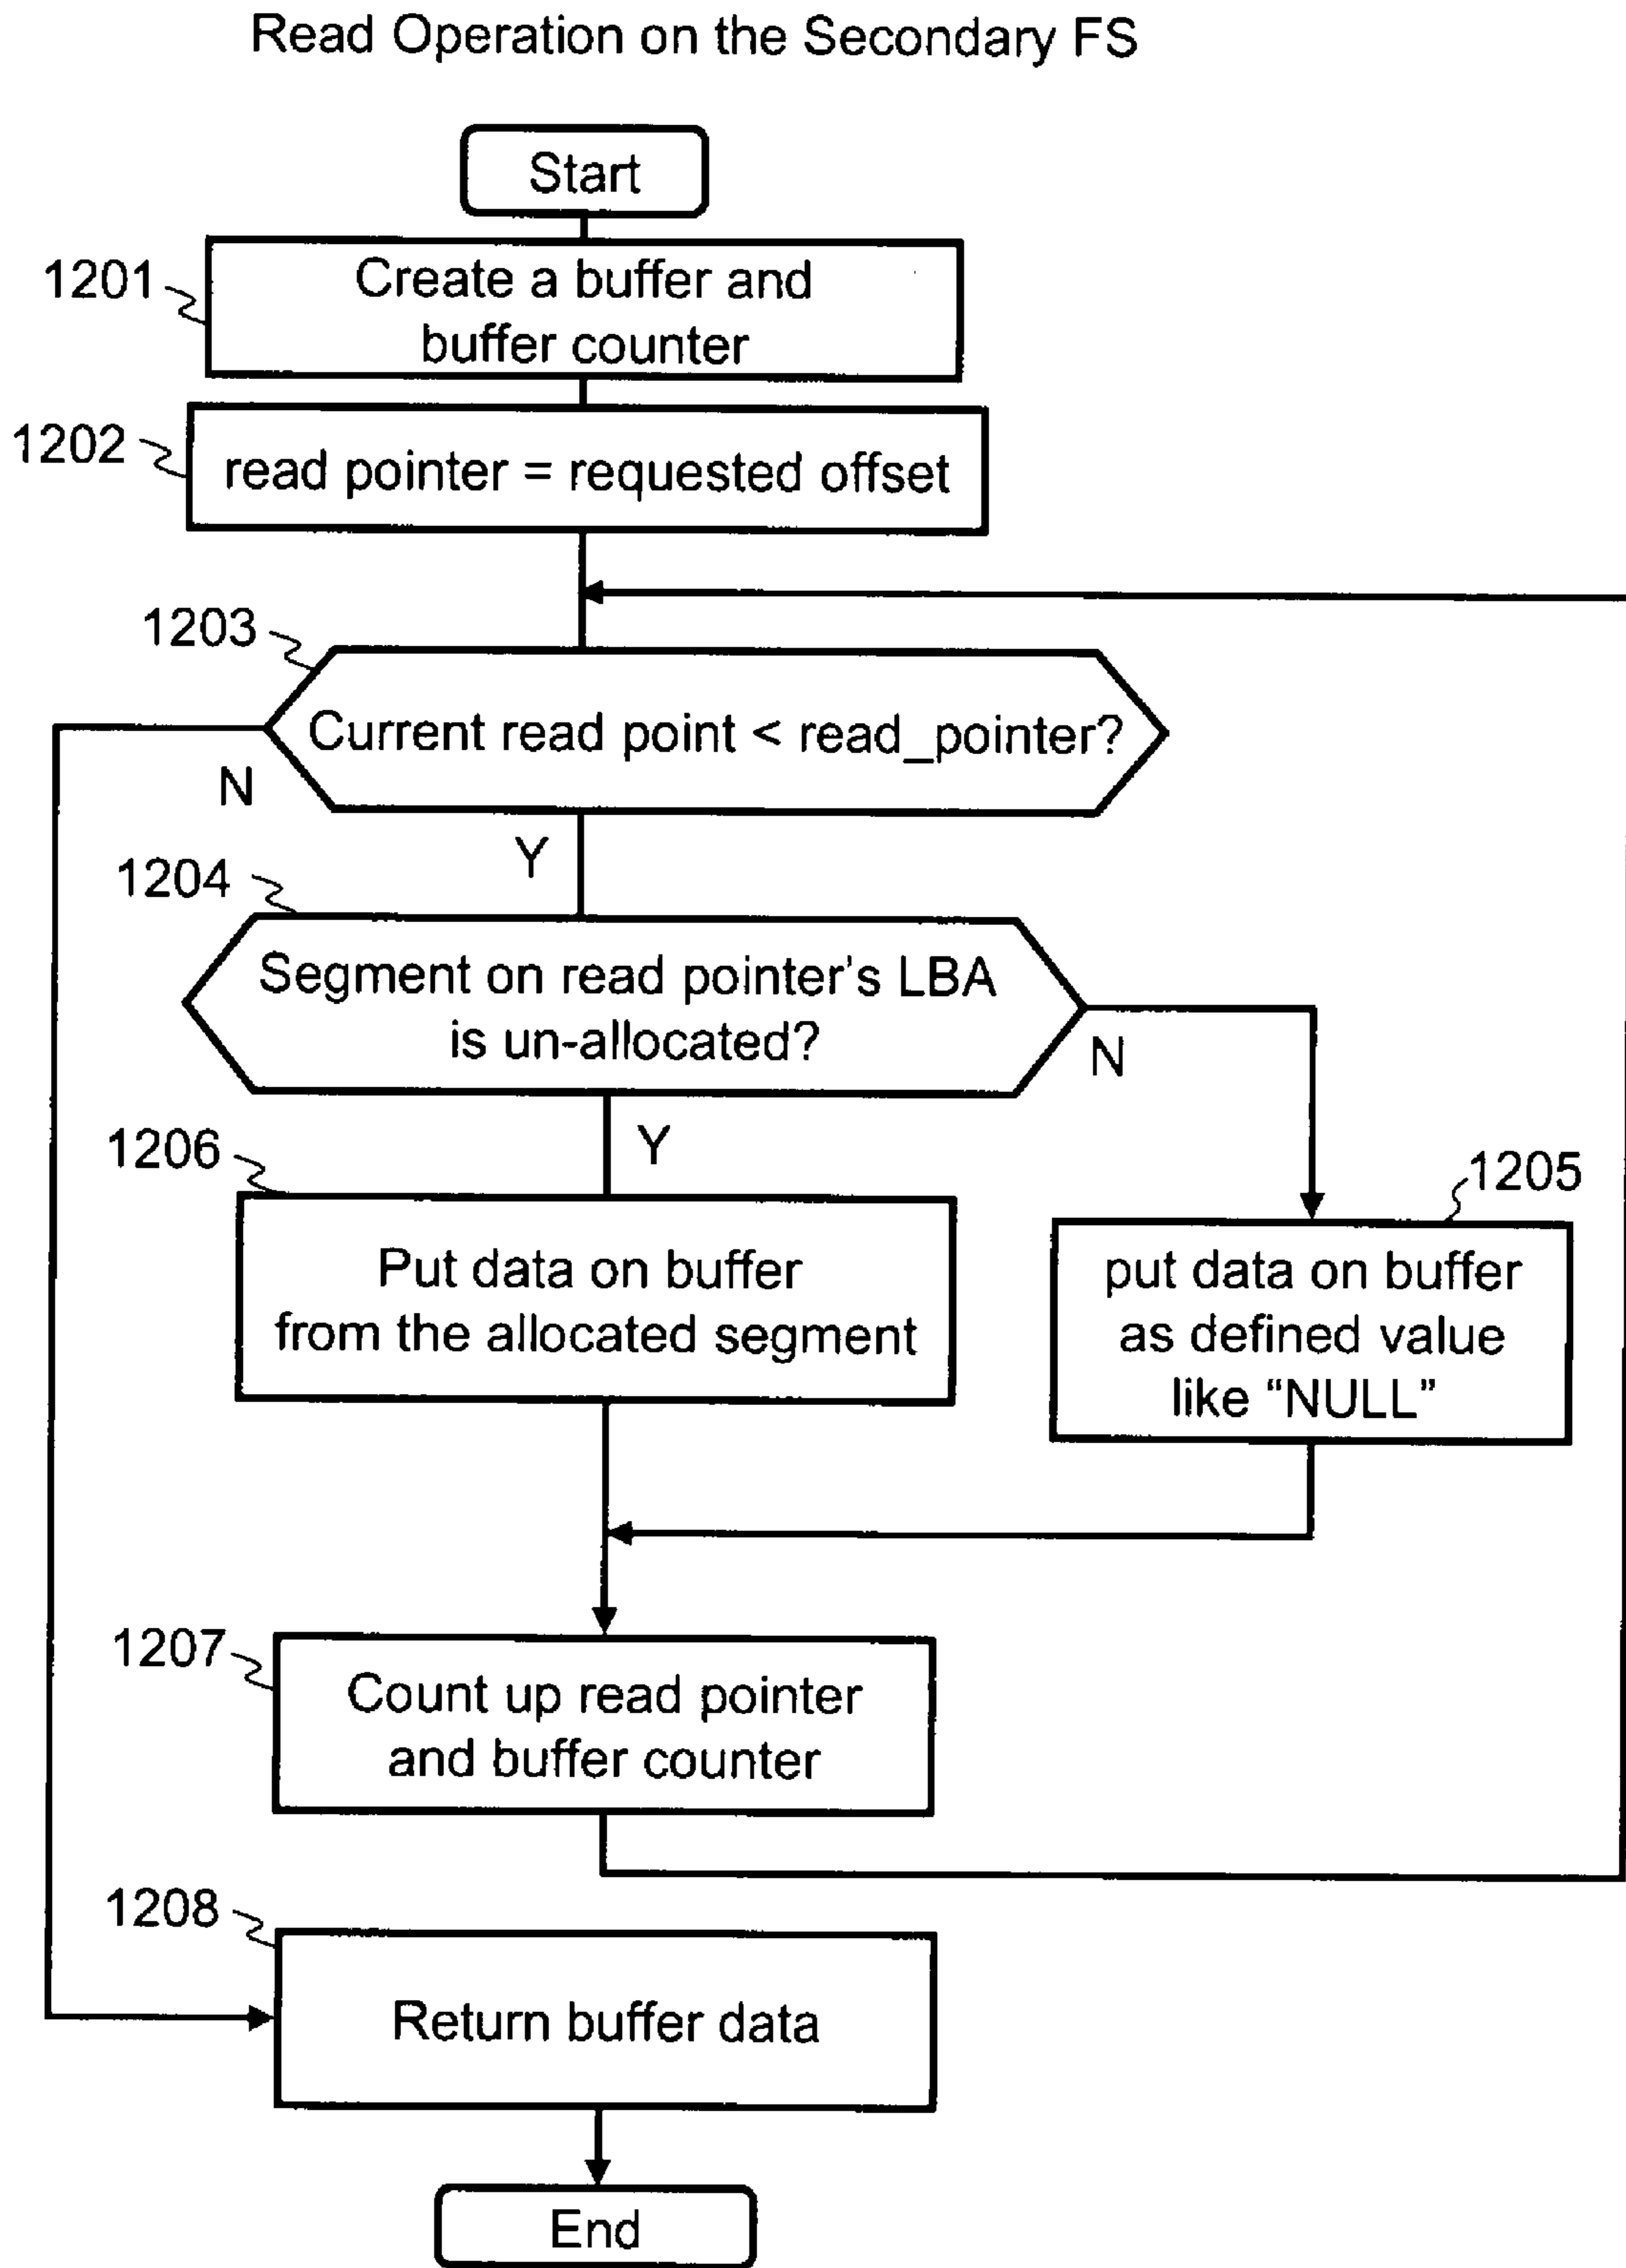 Read Operation on the Secondary FS
Start
1201
Create a buffer and
buffer counter
1202
read pointer = requested offset
1203
Current read point < read_pointer?
N
Y
1204
Segment on read pointer's LBA
is un-allocated?
N
Y
1206
Put data on buffer
from the allocated segment
1205
put data on buffer
as defined value
like “NULL”
1207
Count up read pointer
and buffer counter
1208
Return buffer data
End